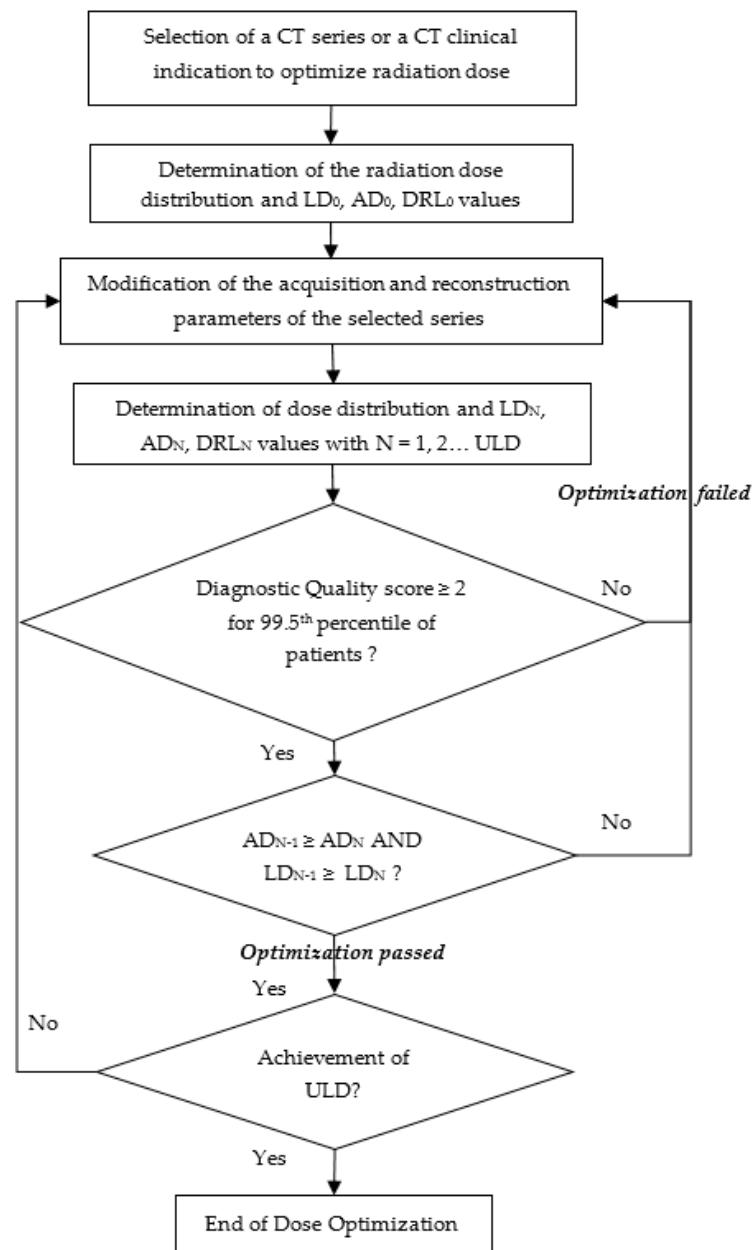 Selection of a CT series or a CT clinical
indication to optimize radiation dose
Determination of the radiation dose
distribution and LD₀, AD₀, DRL₀ values
Modification of the acquisition and reconstruction
parameters of the selected series
Determination of dose distribution and LDN,
ADN, DRLN values with N = 1, 2… ULD
Optimization failed
Diagnostic Quality score ≥ 2
for 99.5th percentile of
patients ?
No
Yes
ADN-1 ≥ ADN AND
LDN-1 ≥ LDN ?
No
Optimization passed
Yes
No
Achievement of
ULD?
Yes
End of Dose Optimization